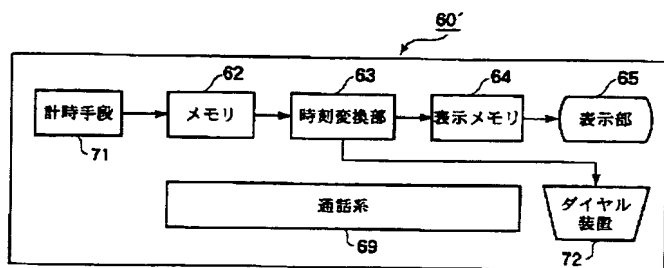 60′
62
63
64
65
計時手段
メモリ
時刻変換部
表示メモリ
表示部
71
通話系
ダイヤル
装置
69
72